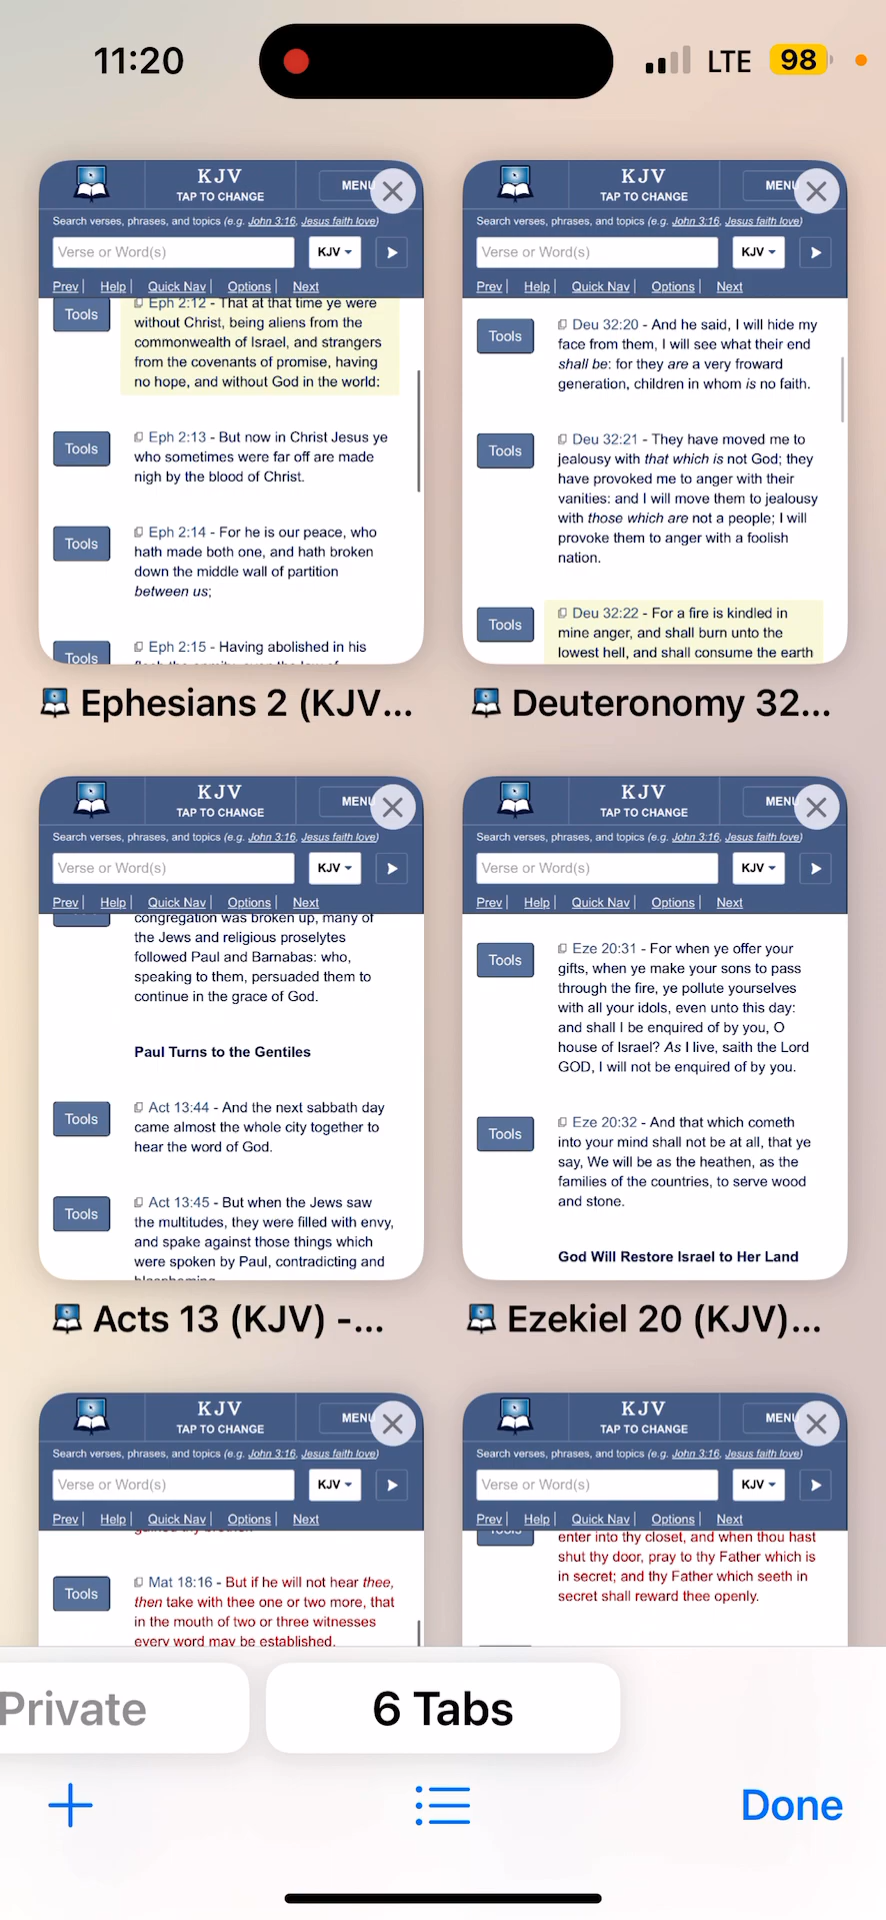 11:20
LTE
98
KJV
TAP TO CHANGE
MENU
Search verses, phrases, and topics (e.g. John 3:16, Jesus faith love)
Verse or Word(s)
KJV
Prev | Help | Quick Nav | Options | Next
Tools
Eph 2:12 - That at that time ye were
without Christ, being aliens from the
commonwealth of Israel, and strangers
from the covenants of promise, having
no hope, and without God in the world:
Tools
Eph 2:13 - But now in Christ Jesus ye
who sometimes were far off are made
nigh by the blood of Christ.
Tools
Eph 2:14 - For he is our peace, who
hath made both one, and hath broken
down the middle wall of partition
between us;
Tools
Eph 2:15 - Having abolished in his
Ephesians 2 (KJV...
KJV
TAP TO CHANGE
MENU
Search verses, phrases, and topics (e.g. John 3:16, Jesus faith love)
Verse or Word(s)
KJV
Prev | Help | Quick Nav | Options | Next
Tools
Deu 32:20 - And he said, I will hide my
face from them, I will see what their end
shall be: for they are a very froward
generation, children in whom is no faith.
Tools
Deu 32:21 - They have moved me to
jealousy with that which is not God; they
have provoked me to anger with their
vanities: and I will move them to jealousy
with those which are not a people; I will
provoke them to anger with a foolish
nation.
Tools
Deu 32:22 - For a fire is kindled in
mine anger, and shall burn unto the
lowest hell, and shall consume the earth
Deuteronomy 32...
KJV
TAP TO CHANGE
MENU
Search verses, phrases, and topics (e.g. John 3:16, Jesus faith love)
Verse or Word(s)
KJV
Prev | Help | Quick Nav | Options | Next
congregation was broken up, many of
the Jews and religious proselytes
followed Paul and Barnabas: who,
speaking to them, persuaded them to
continue in the grace of God.
Paul Turns to the Gentiles
Tools
Act 13:44 - And the next sabbath day
came almost the whole city together to
hear the word of God.
Tools
Act 13:45 - But when the Jews saw
the multitudes, they were filled with envy,
and spake against those things which
were spoken by Paul, contradicting and
Acts 13 (KJV) -...
KJV
TAP TO CHANGE
MENU
Search verses, phrases, and topics (e.g. John 3:16, Jesus faith love)
Verse or Word(s)
KJV
Prev | Help | Quick Nav | Options | Next
Tools
Eze 20:31 - For when ye offer your
gifts, when ye make your sons to pass
through the fire, ye pollute yourselves
with all your idols, even unto this day:
and shall I be enquired of by you, O
house of Israel? As I live, saith the Lord
GOD, I will not be enquired of by you.
Tools
Eze 20:32 - And that which cometh
into your mind shall not be at all, that ye
say, We will be as the heathen, as the
families of the countries, to serve wood
and stone.
God Will Restore Israel to Her Land
Ezekiel 20 (KJV)...
KJV
TAP TO CHANGE
MENU
Search verses, phrases, and topics (e.g. John 3:16, Jesus faith love)
Verse or Word(s)
KJV
Prev | Help | Quick Nav | Options | Next
Tools
Mat 18:16 - But if he will not hear thee,
then take with thee one or two more, that
in the mouth of two or three witnesses
every word may be established.
KJV
TAP TO CHANGE
MENU
Search verses, phrases, and topics (e.g. John 3:16, Jesus faith love)
Verse or Word(s)
KJV
Prev | Help | Quick Nav | Options | Next
Tools
enter into thy closet, and when thou hast
shut thy door, pray to thy Father which is
in secret; and thy Father which seeth in
secret shall reward thee openly.
Private
6 Tabs
Done